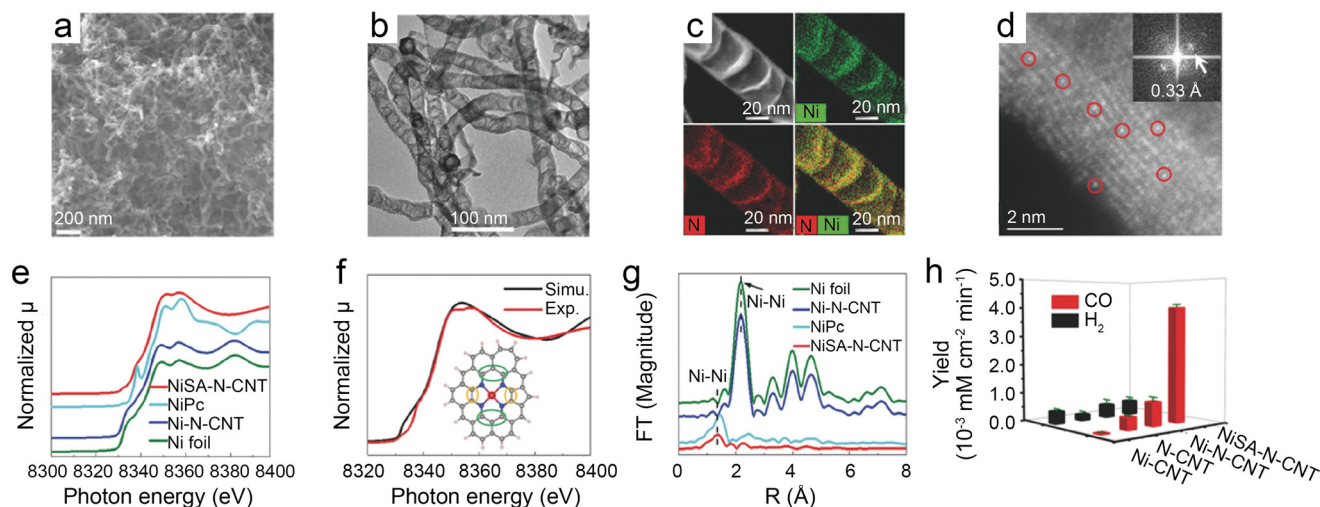 a
200 nm
b
100 nm
c
20 nm
Ni
20 nm
N
20 nm
N Ni
20 nm
d
0.33 Å
2 nm
e
Normalized μ
NiSA-N-CNT
NiPc
Ni-N-CNT
Ni foil
8300 8330 8360 8400
Photon energy (eV)
f
Normalized μ
Simu.
Exp.
8320 8340 8360 8400
Photon energy (eV)
g
FT (Magnitude)
Ni-Ni
Ni-Ni
Ni foil
Ni-N-CNT
NiPc
NiSA-N-CNT
0 2 4 6 8
R (Å)
h
Yield
(10⁻³ mM cm⁻² min⁻¹)
5.0
4.0
3.0
2.0
1.0
0.0
CO
H₂
Ni-CNT
N-CNT
Ni-N-CNT
NiSA-N-CNT